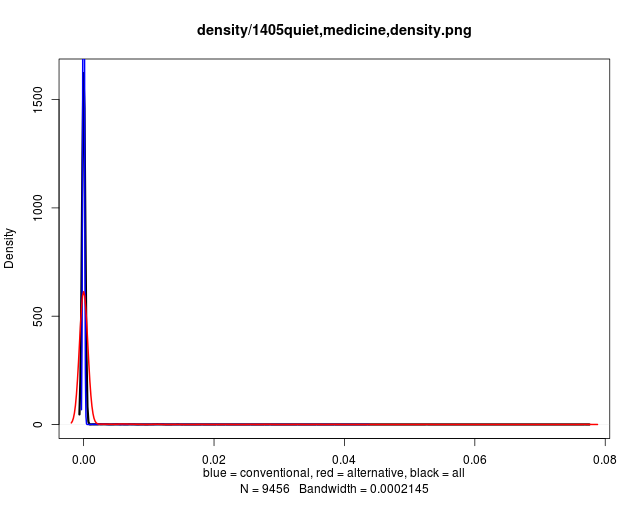 density/1405quiet,medicine,density.png
Density
1500
1000
500
0
0.00 0.02 0.04 0.06 0.08
blue = conventional, red = alternative, black = all
N = 9456 Bandwidth = 0.0002145